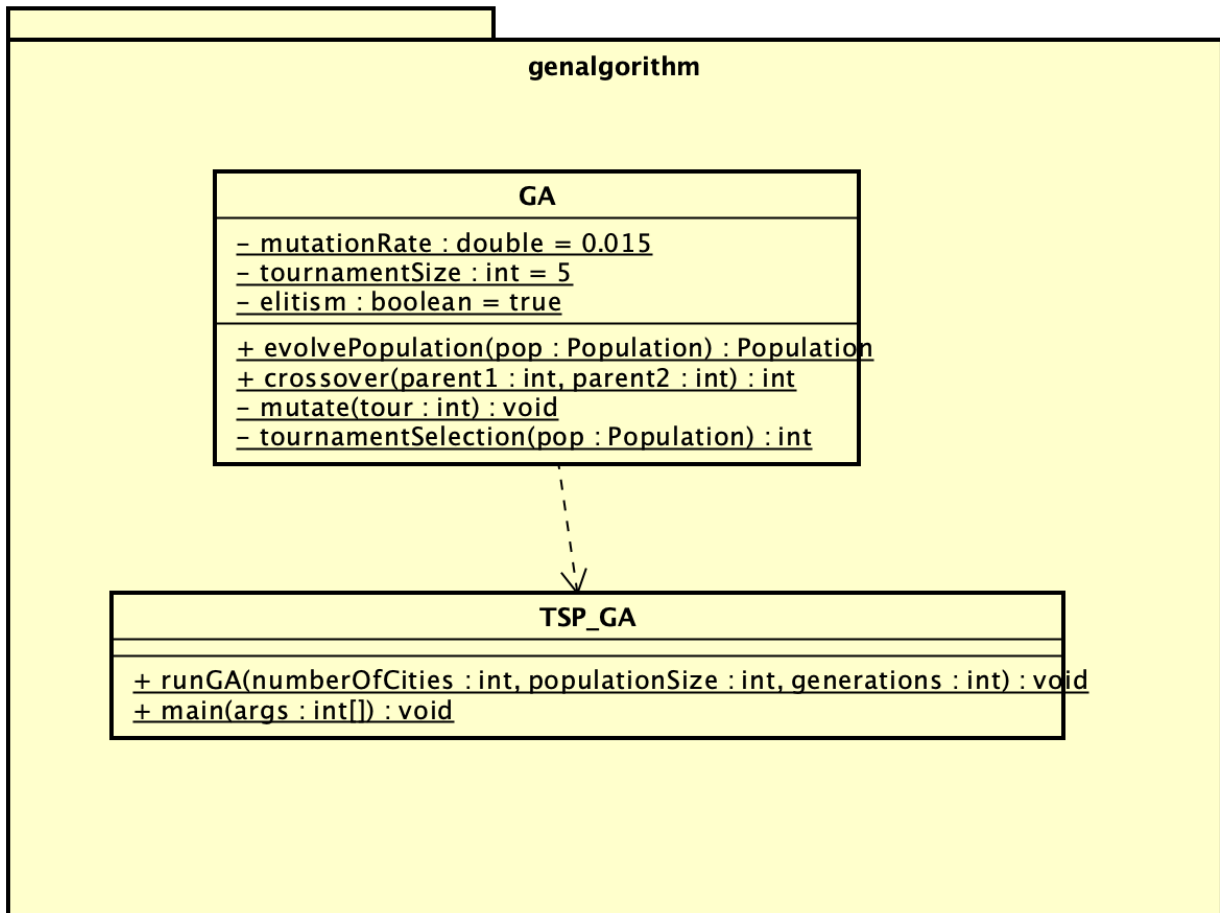 genalgorithm
GA
- mutationRate : double = 0.015
- tournamentSize : int = 5
- elitism : boolean = true
+ evolvePopulation(pop : Population) : Population
+ crossover(parent1 : int, parent2 : int) : int
- mutate(tour : int) : void
- tournamentSelection(pop : Population) : int
TSP_GA
+ runGA(numberOfCities : int, populationSize : int, generations : int) : void
+ main(args : int[]) : void